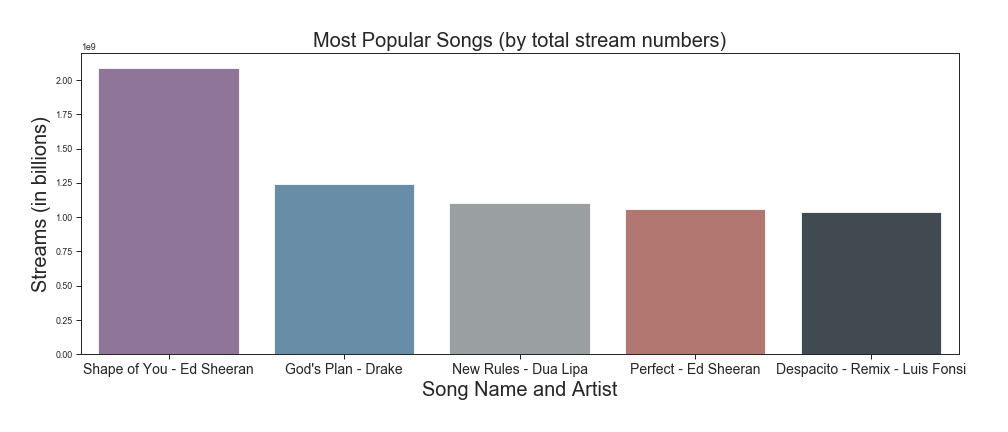 Most Popular Songs (by total stream numbers)
1e9
2.00
1.75
1.50
1.25
1.00
0.75
0.50
0.25
0.00
Streams (in billions)
Shape of You - Ed Sheeran
God's Plan - Drake
New Rules - Dua Lipa
Perfect - Ed Sheeran
Despacito - Remix - Luis Fonsi
Song Name and Artist